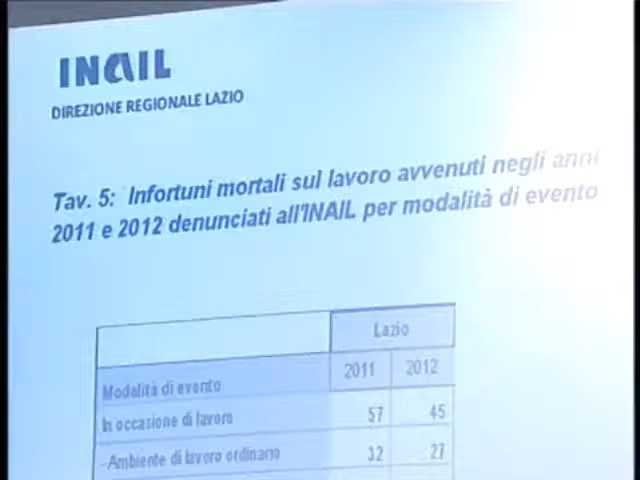 INAIL
DIREZIONE REGIONALE LAZIO
Tav. 5: Infortuni mortali sul lavoro avvenuti negli anni
2011 e 2012 denunciati all'INAIL per modalità di evento
Lazio
Modalità di evento 2011 2012
In occasione di lavoro 57 45
- Ambiente di lavoro ordinario 32 27